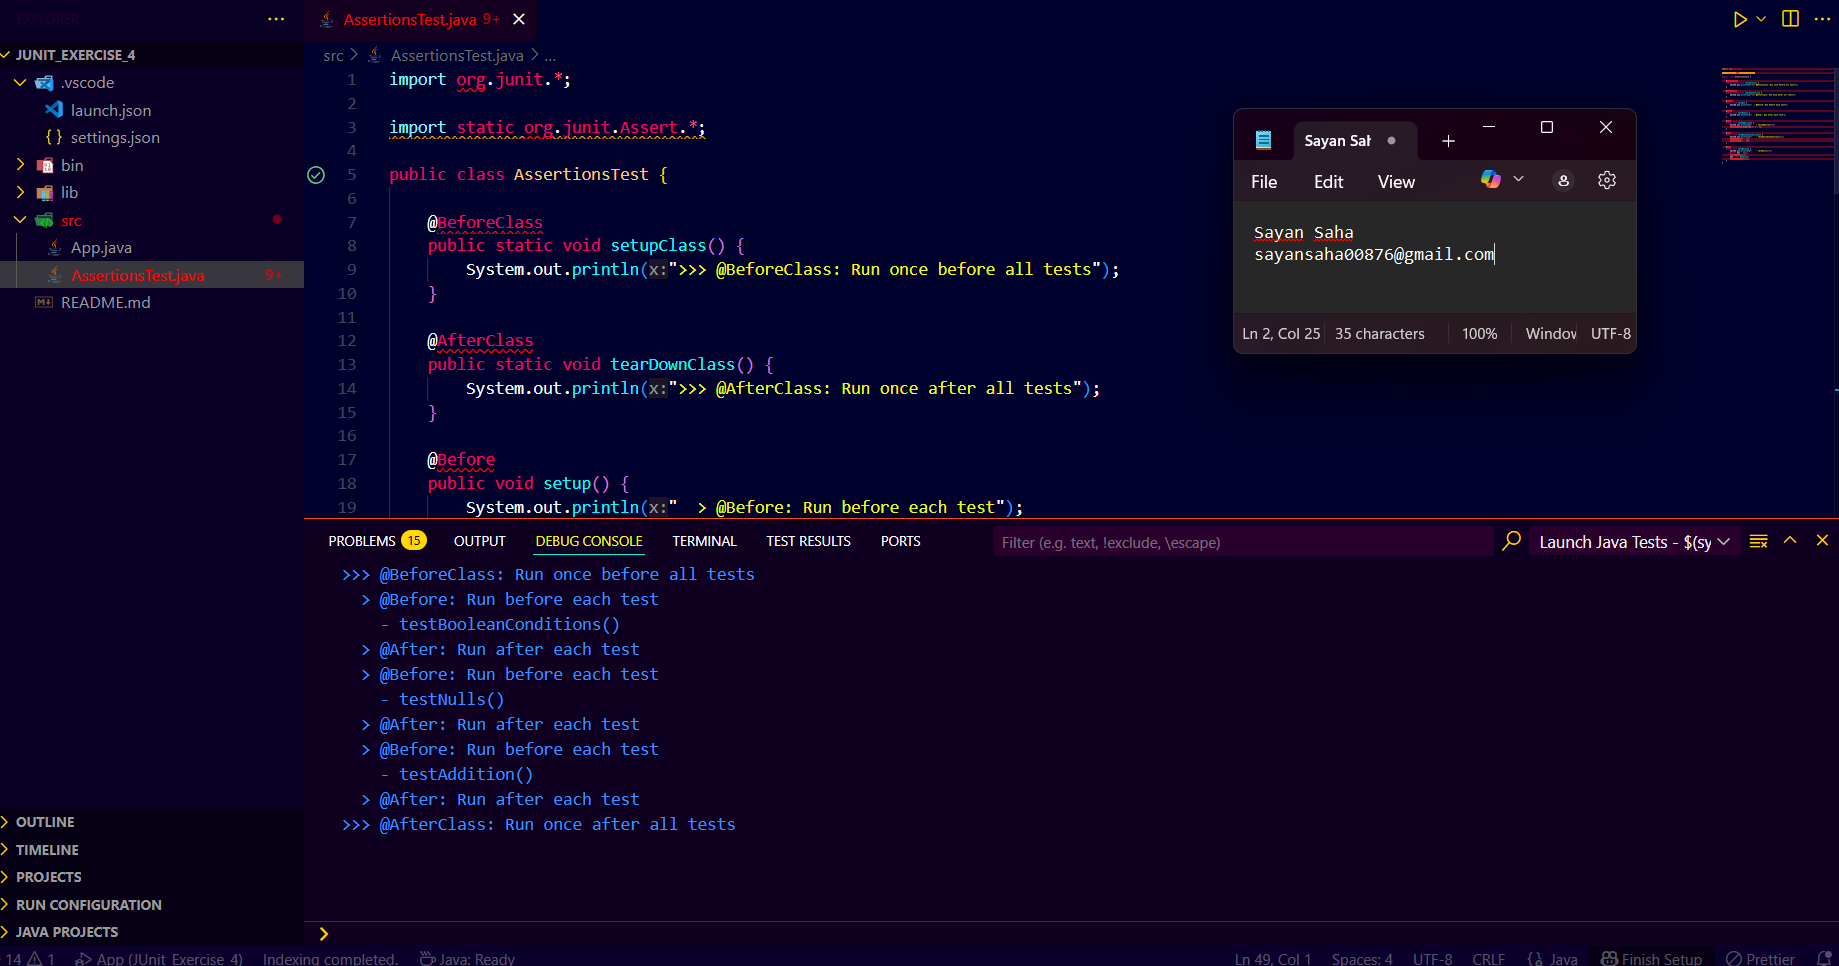 EXPLORER
JUNIT_EXERCISE_4
.vscode
launch.json
{} settings.json
bin
lib
src
App.java
AssertionsTest.java 9+
README.md
OUTLINE
TIMELINE
PROJECTS
RUN CONFIGURATION
JAVA PROJECTS
AssertionsTest.java 9+
src > AssertionsTest.java > ...
1 import org.junit.*;
2
3 import static org.junit.Assert.*;
4
5 public class AssertionsTest {
6
7 @BeforeClass
8 public static void setupClass() {
9 System.out.println(x:">>> @BeforeClass: Run once before all tests");
10 }
11
12 @AfterClass
13 public static void tearDownClass() {
14 System.out.println(x:">>> @AfterClass: Run once after all tests");
15 }
16
17 @Before
18 public void setup() {
19 System.out.println(x:"  > @Before: Run before each test");
Sayan Sah
File Edit View
Sayan Saha
sayansaha00876@gmail.com
Ln 2, Col 25 35 characters 100% Window UTF-8
PROBLEMS 15 OUTPUT DEBUG CONSOLE TERMINAL TEST RESULTS PORTS
Filter (e.g. text, !exclude, \escape)
Launch Java Tests - $(sy
>>> @BeforeClass: Run once before all tests
> @Before: Run before each test
- testBooleanConditions()
> @After: Run after each test
> @Before: Run before each test
- testNulls()
> @After: Run after each test
> @Before: Run before each test
- testAddition()
> @After: Run after each test
>>> @AfterClass: Run once after all tests
14 1 App (JUnit_Exercise_4) Indexing completed. Java: Ready
Ln 49, Col 1 Spaces: 4 UTF-8 CRLF {} Java Finish Setup Prettier